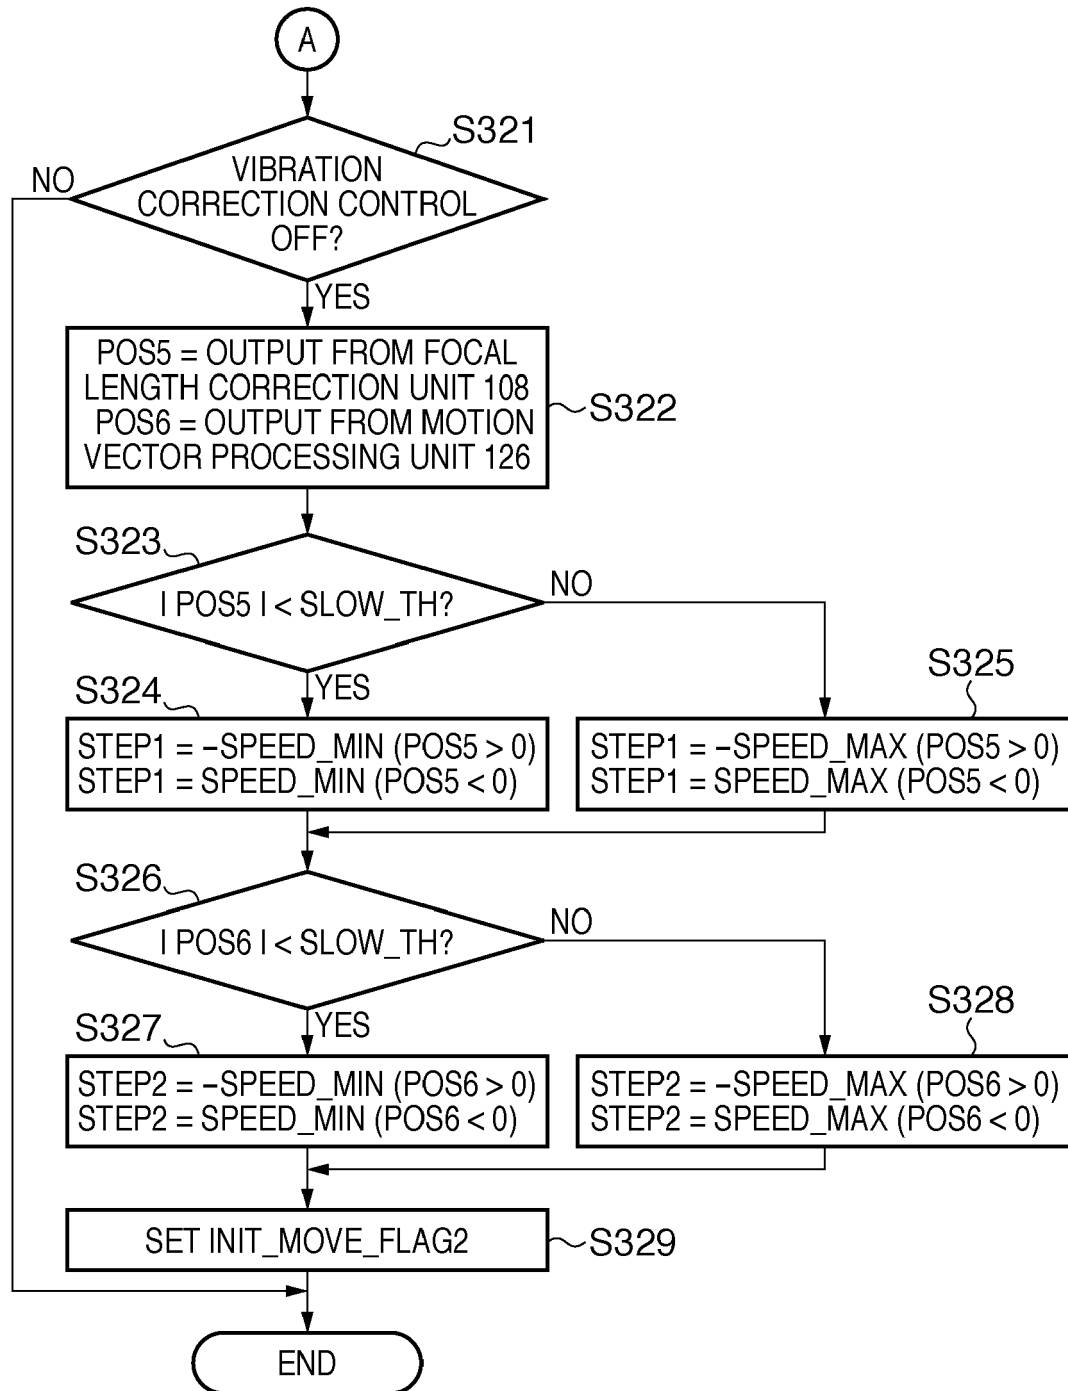 A
S321
NO
VIBRATION
CORRECTION CONTROL
OFF?
YES
POS5 = OUTPUT FROM FOCAL
LENGTH CORRECTION UNIT 108
POS6 = OUTPUT FROM MOTION
VECTOR PROCESSING UNIT 126
S322
S323
| POS5 | < SLOW_TH?
NO
YES
S324
STEP1 = –SPEED_MIN (POS5 > 0)
STEP1 = SPEED_MIN (POS5 < 0)
S325
STEP1 = –SPEED_MAX (POS5 > 0)
STEP1 = SPEED_MAX (POS5 < 0)
S326
| POS6 | < SLOW_TH?
NO
YES
S327
STEP2 = –SPEED_MIN (POS6 > 0)
STEP2 = SPEED_MIN (POS6 < 0)
S328
STEP2 = –SPEED_MAX (POS6 > 0)
STEP2 = SPEED_MAX (POS6 < 0)
SET INIT_MOVE_FLAG2
S329
END